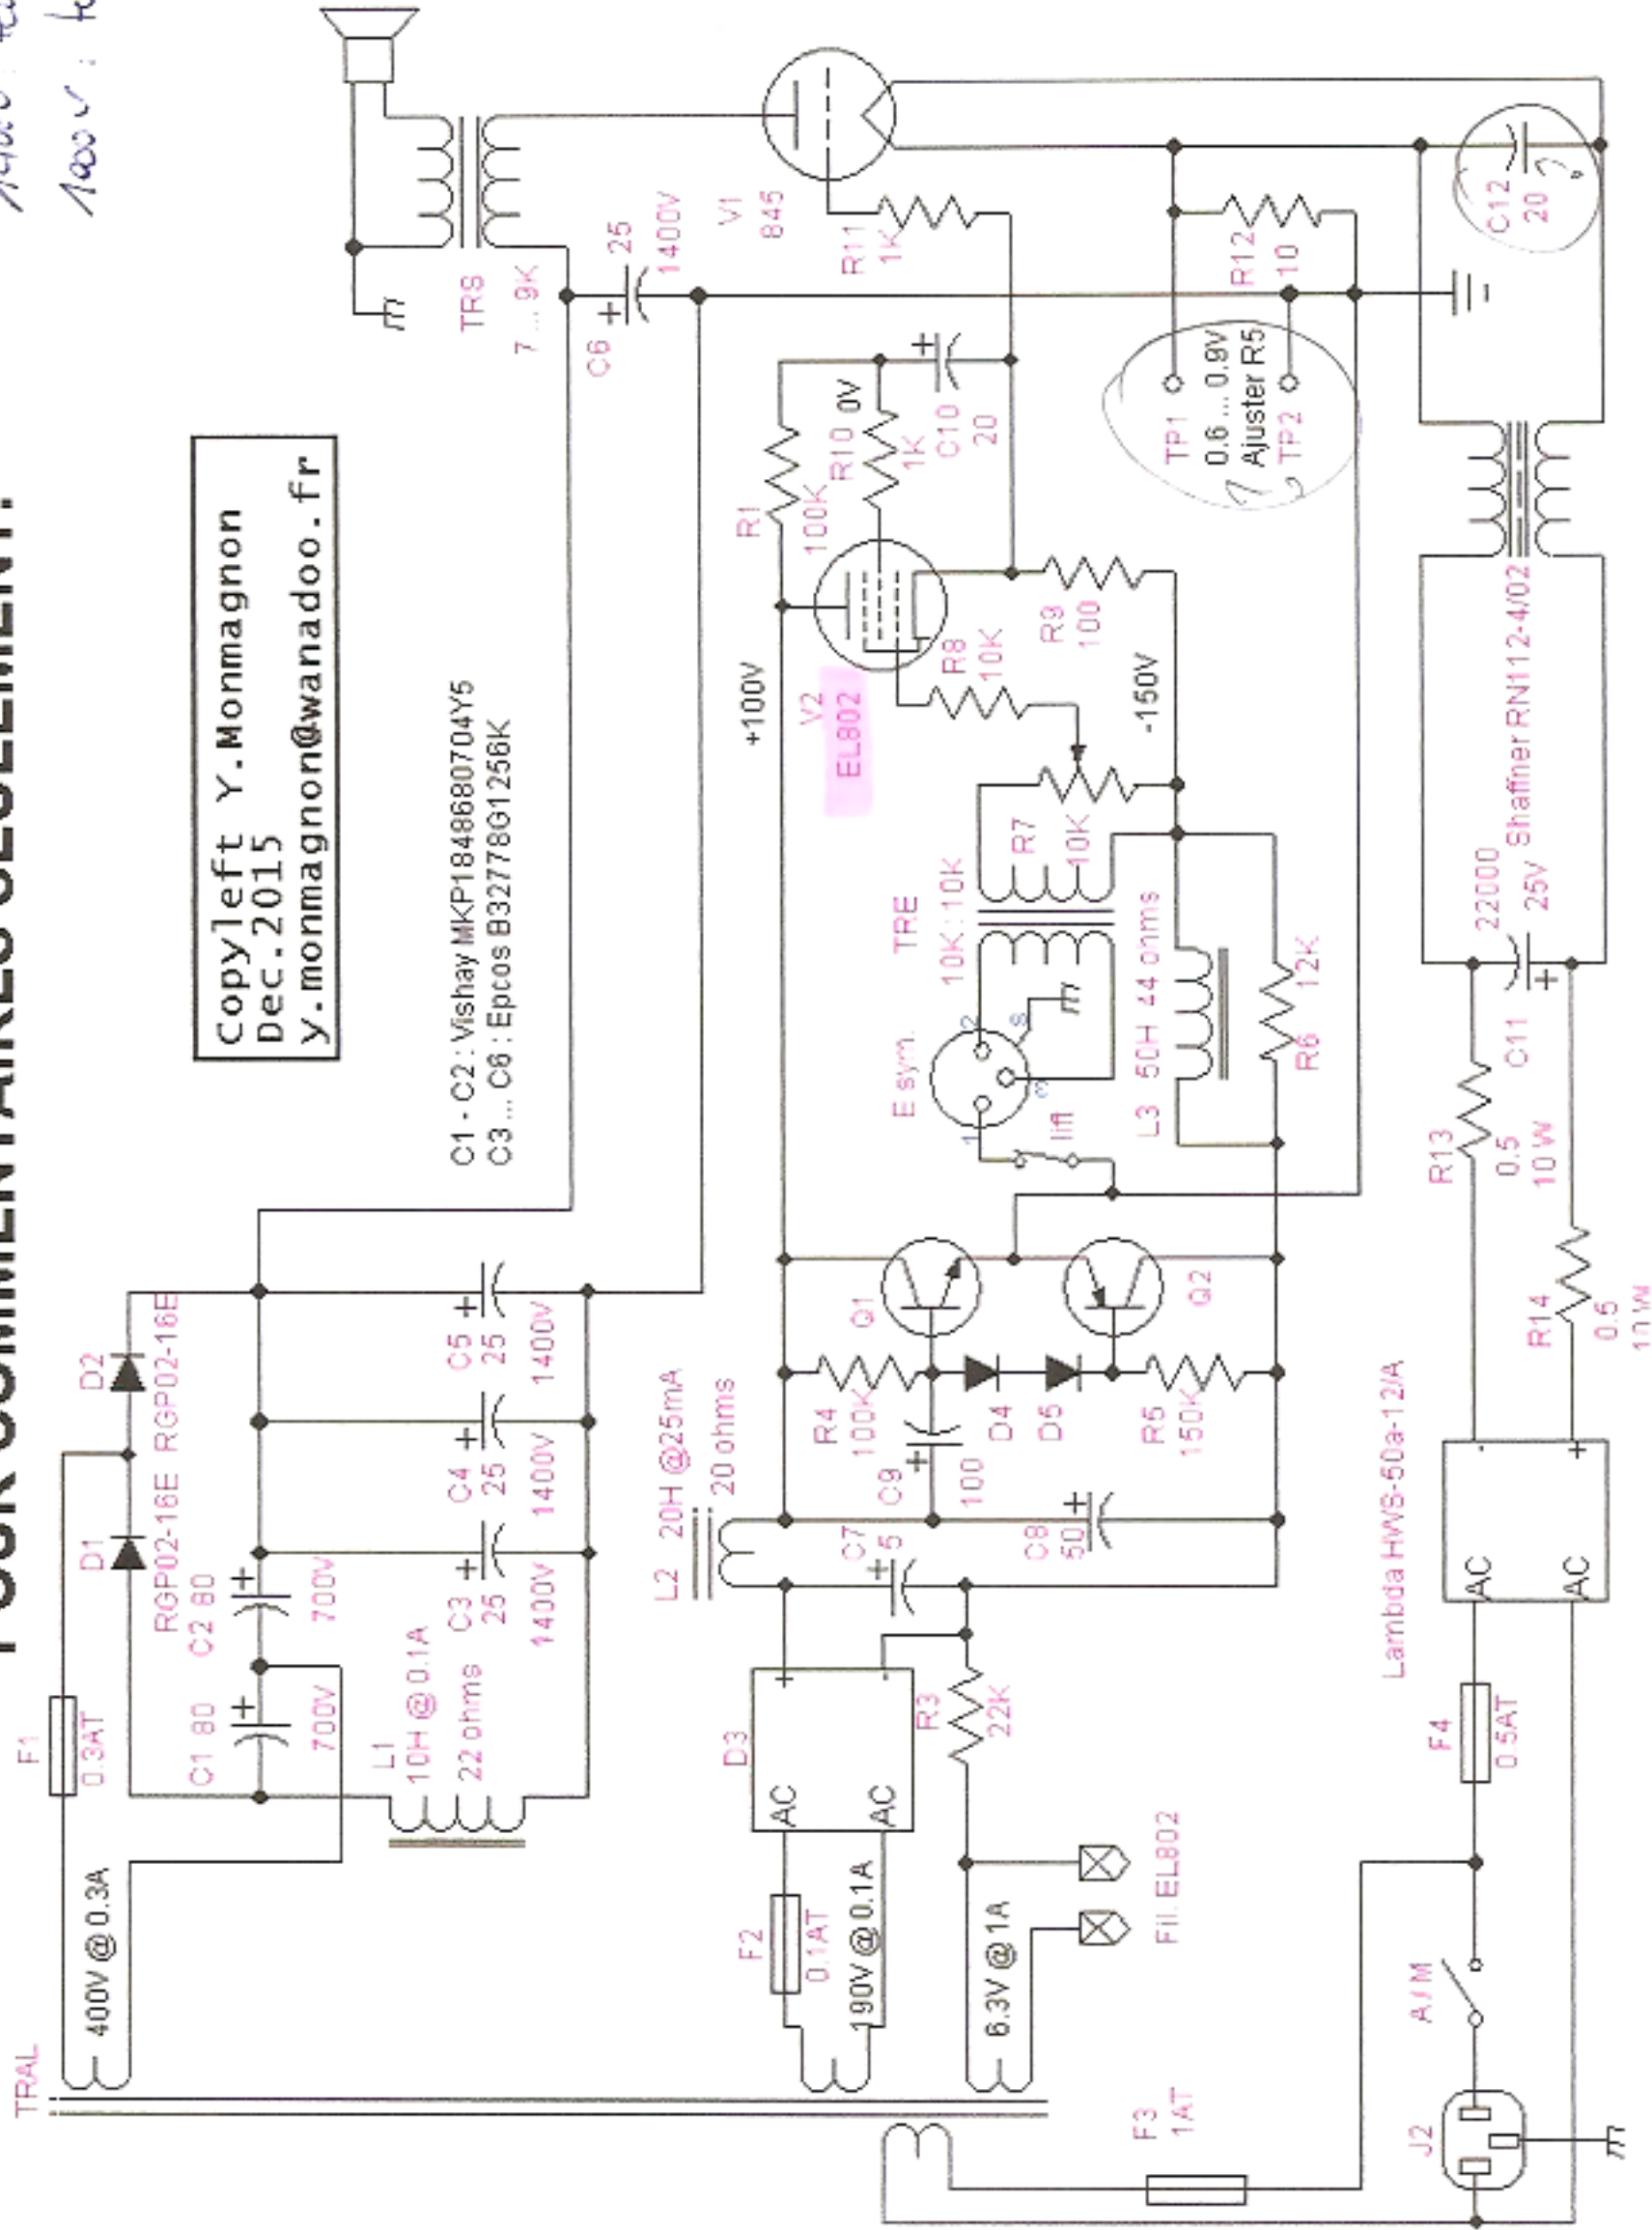 POUR COMMENTAIRES SEULEMENT.
1000V :
Copyleft Y.Monmagnon
Dec.2015
y.monmagnon@wanadoo.fr
C1 - C2 : Vishay MKP1848680704Y5
C3 ... C6 : Epcos B32778G1256K
TRAL
400V @ 0.3A
F1
0.3AT
D1
RGP02-16E
D2
RGP02-16E
C1 80
700V
C2 80
700V
L1
10H @ 0.1A
22 ohms
C3
25
1400V
C4
25
1400V
C5
25
1400V
TRS
7 ... 9K
C6
25
1400V
V1
845
R11
1K
F2
0.1AT
190V @ 0.1A
D3
AC
AC
+
-
L2 20H @25mA
20 ohms
C7
5
C8
50
C9
100
R4
100K
D4
D5
R5
150K
Q1
Q2
R3
22K
6.3V @ 1A
Fil. EL802
E sym.
1
2
3
S
lift
TRE
10K : 10K
L3 50H 44 ohms
R6 12K
R7
10K
R8
10K
-150V
+100V
V2
EL802
R9
100
R1
100K
R10
1K
0V
C10
20
TP1
0.6 ... 0.9V
Ajuster R5
TP2
R12
10
C12
20
?
F3
1AT
J2
A / M
F4
0.5AT
Lambda HWS-50a-12/A
AC
AC
-
+
R13
0.5
10 W
R14
0.5
10 W
C11
22000
25V
Shaffner RN112-4/02